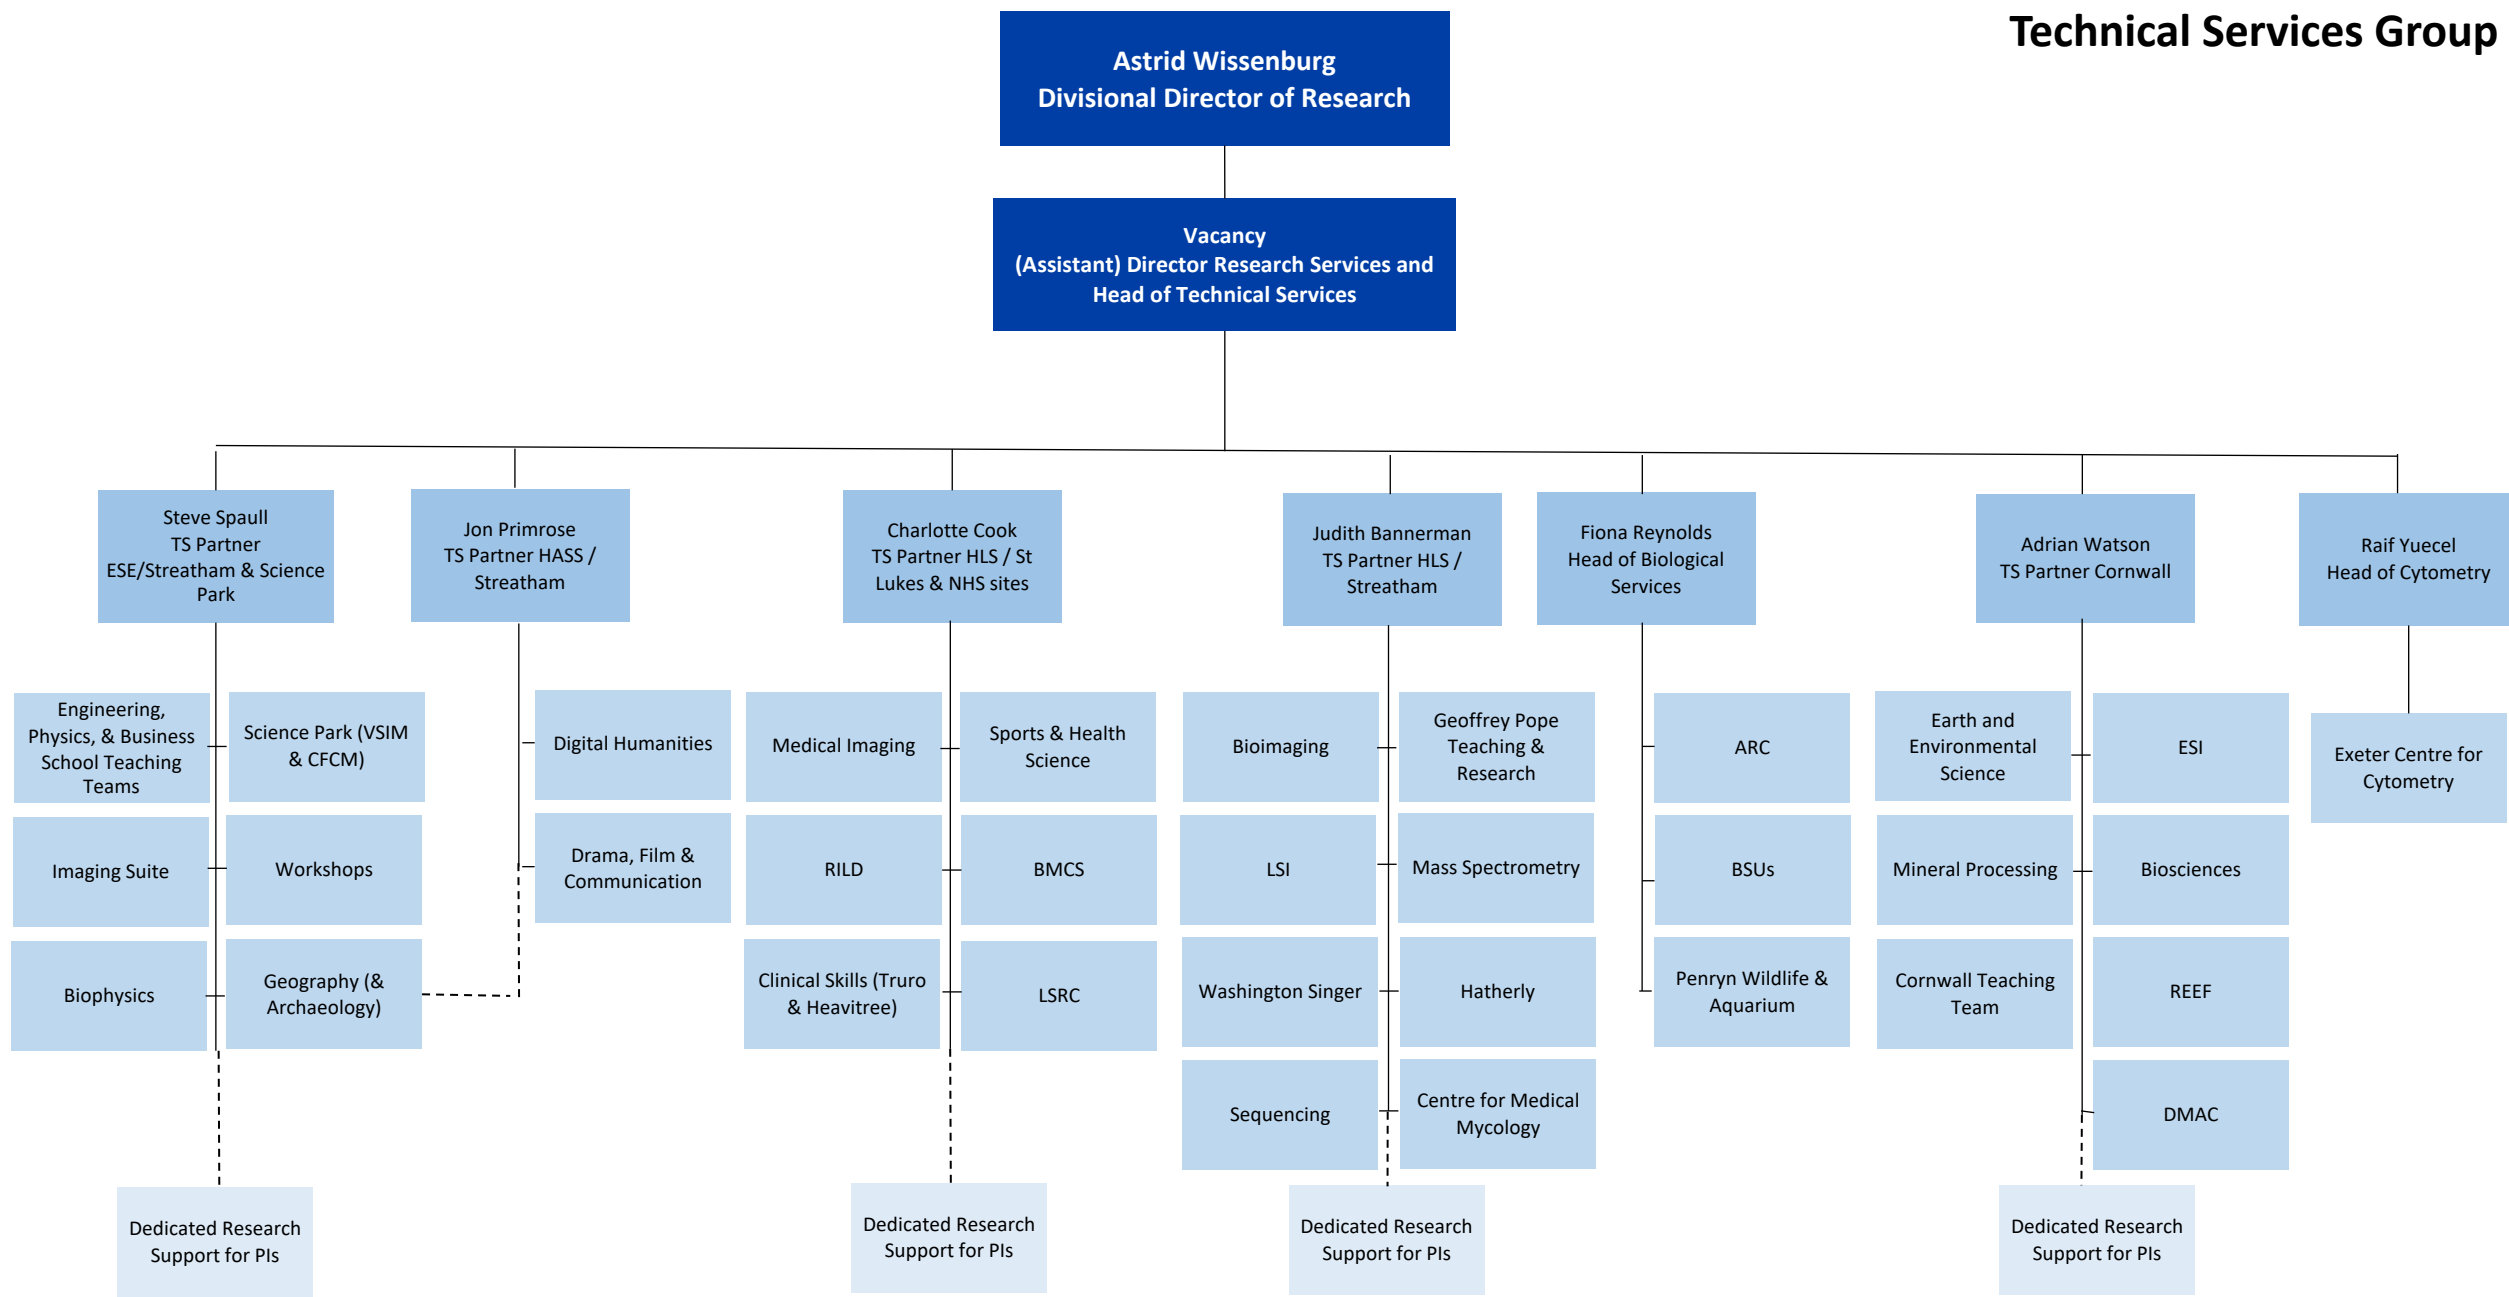 Technical Services Group
Astrid Wissenburg
Divisional Director of Research
Vacancy
(Assistant) Director Research Services and
Head of Technical Services
Steve Spaull
TS Partner
ESE/Streatham & Science
Park
Jon Primrose
TS Partner HASS /
Streatham
Charlotte Cook
TS Partner HLS / St
Lukes & NHS sites
Judith Bannerman
TS Partner HLS /
Streatham
Fiona Reynolds
Head of Biological
Services
Adrian Watson
TS Partner Cornwall
Raif Yuecel
Head of Cytometry
Engineering,
Physics, & Business
School Teaching
Teams
Science Park (VSIM
& CFCM)
Imaging Suite
Workshops
Biophysics
Geography (&
Archaeology)
Dedicated Research
Support for PIs
Digital Humanities
Drama, Film &
Communication
Medical Imaging
Sports & Health
Science
RILD
BMCS
Clinical Skills (Truro
& Heavitree)
LSRC
Dedicated Research
Support for PIs
Bioimaging
Geoffrey Pope
Teaching &
Research
LSI
Mass Spectrometry
Washington Singer
Hatherly
Sequencing
Centre for Medical
Mycology
Dedicated Research
Support for PIs
ARC
BSUs
Penryn Wildlife &
Aquarium
Earth and
Environmental
Science
ESI
Mineral Processing
Biosciences
Cornwall Teaching
Team
REEF
DMAC
Dedicated Research
Support for PIs
Exeter Centre for
Cytometry